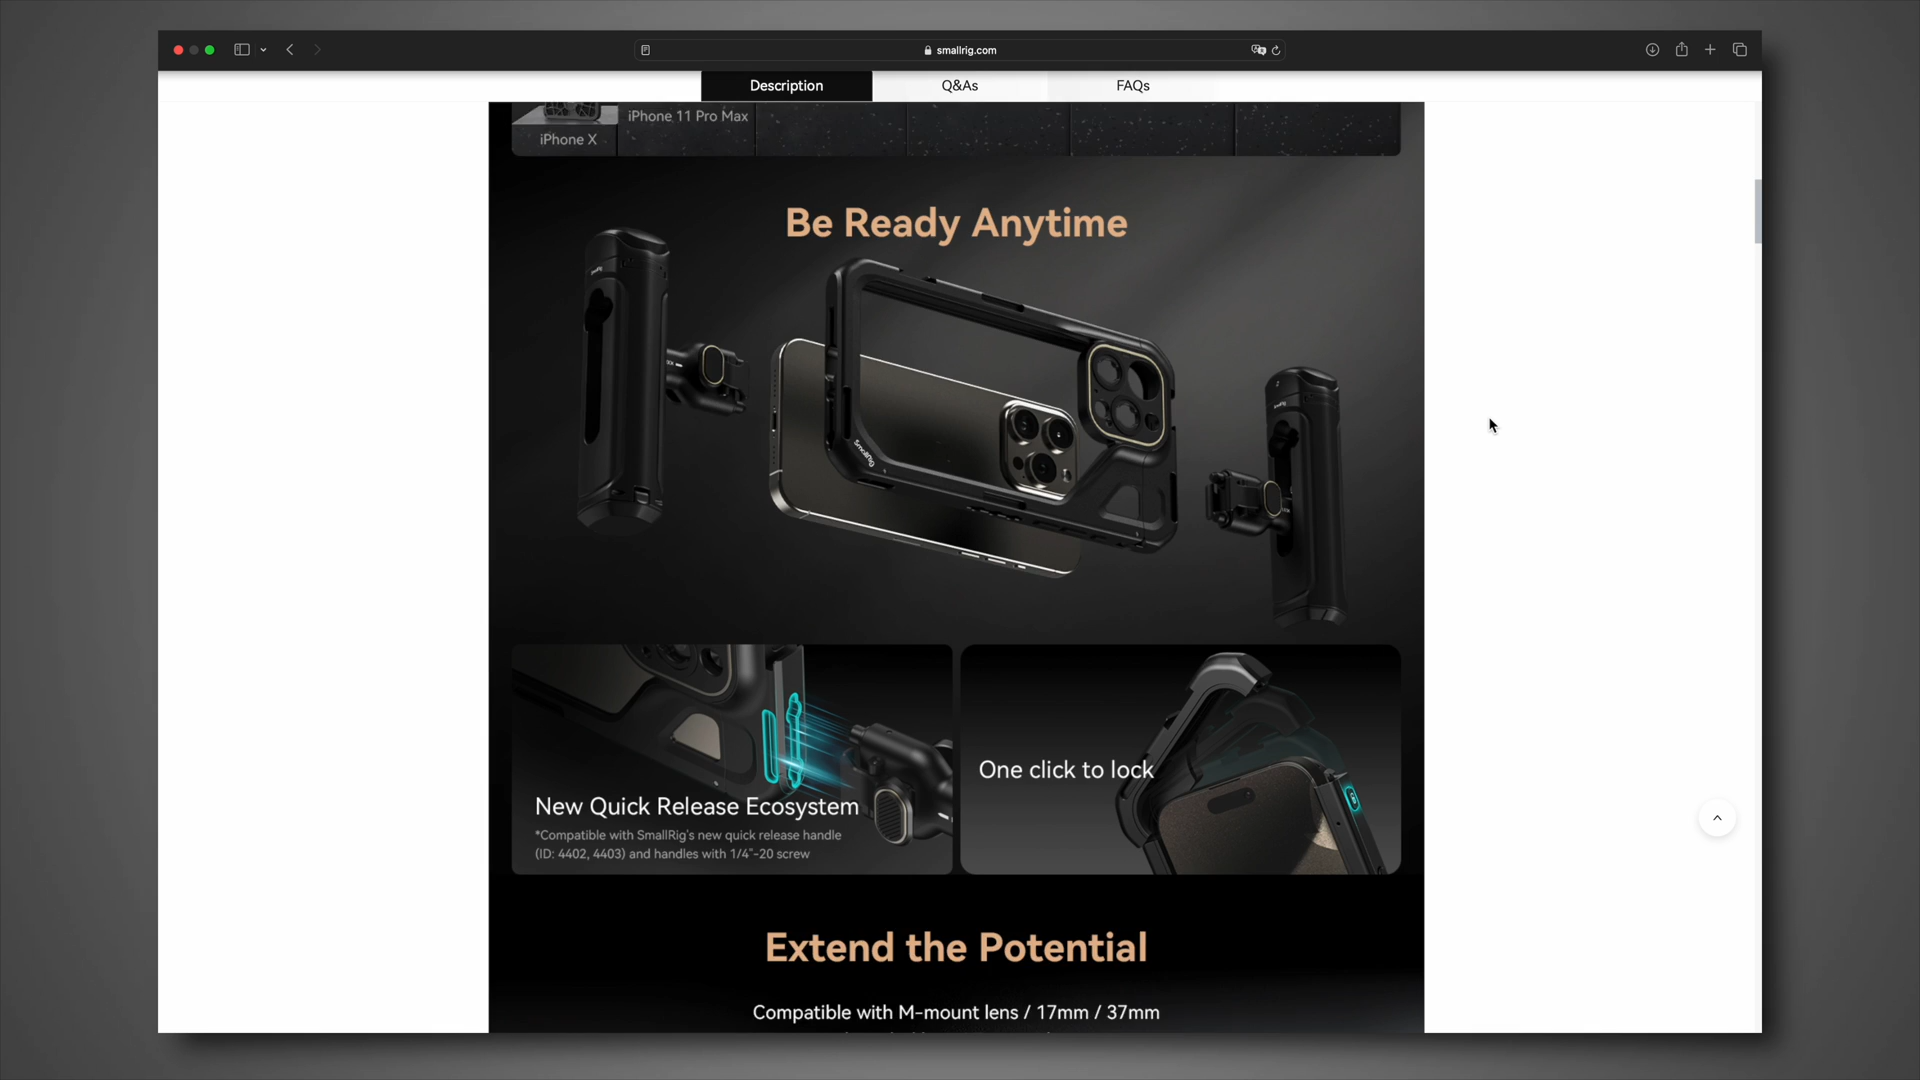 smallrig.com
Description
Q&As
FAQs
iPhone 11 Pro Max
iPhone X
Be Ready Anytime
SmallRig
One click to lock
New Quick Release Ecosystem
*Compatible with SmallRig's new quick release handle
(ID: 4402, 4403) and handles with 1/4"-20 screw
Extend the Potential
Compatible with M-mount lens / 17mm / 37mm